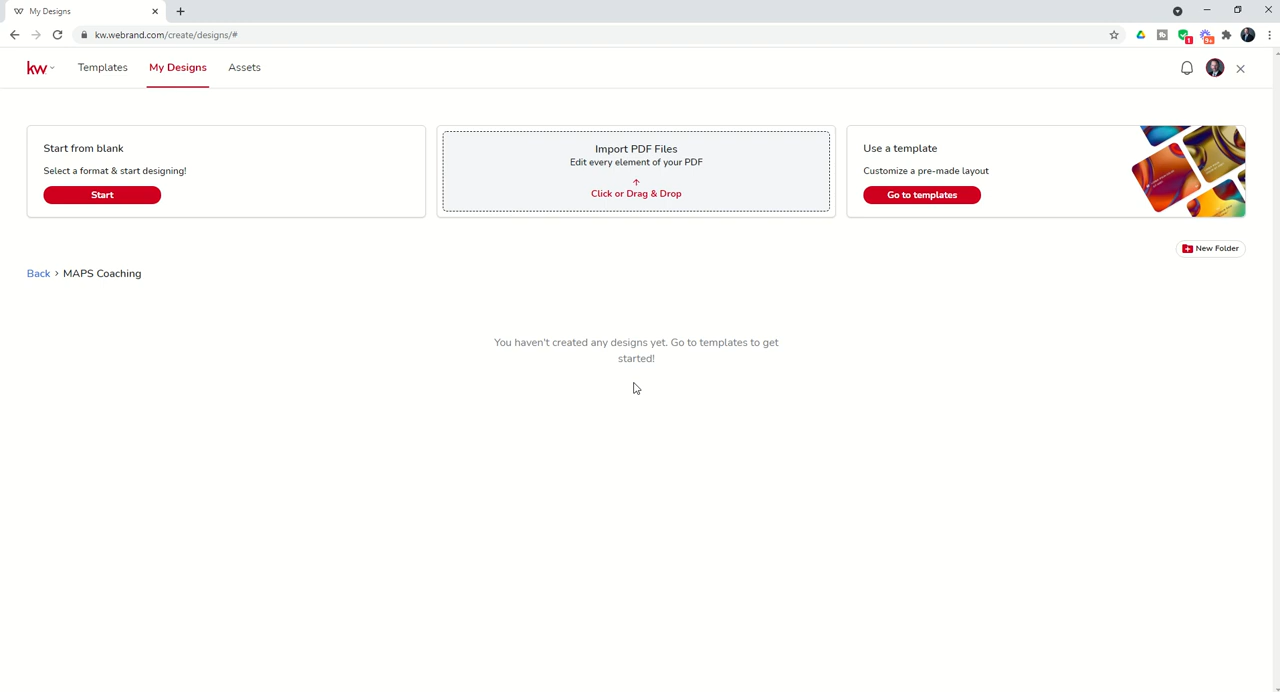 My Designs
kw.webrand.com/create/designs/#
kw
Templates
My Designs
Assets
Start from blank
Select a format & start designing!
Start
Import PDF Files
Edit every element of your PDF
Click or Drag & Drop
Use a template
Customize a pre-made layout
Go to templates
New Folder
Back > MAPS Coaching
You haven't created any designs yet. Go to templates to get
started!